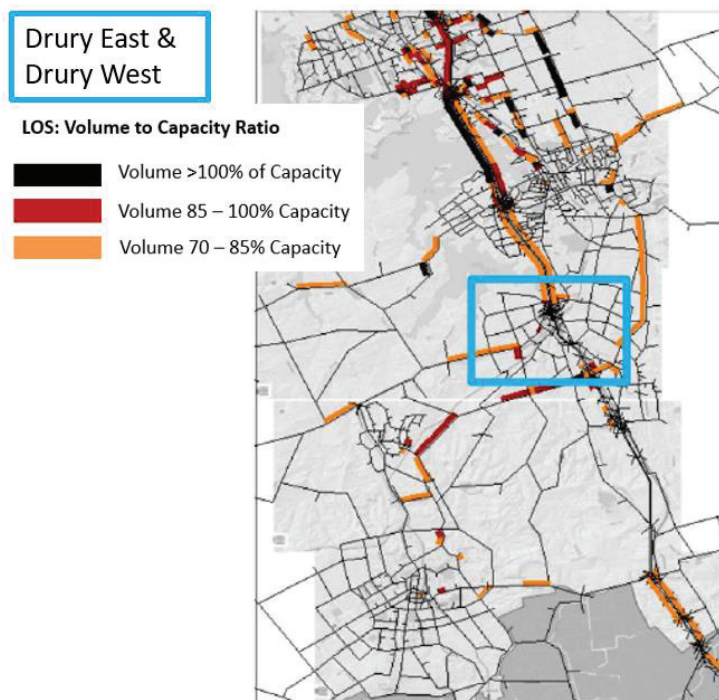 Drury East &
Drury West
LOS: Volume to Capacity Ratio
Volume >100% of Capacity
Volume 85 – 100% Capacity
Volume 70 – 85% Capacity